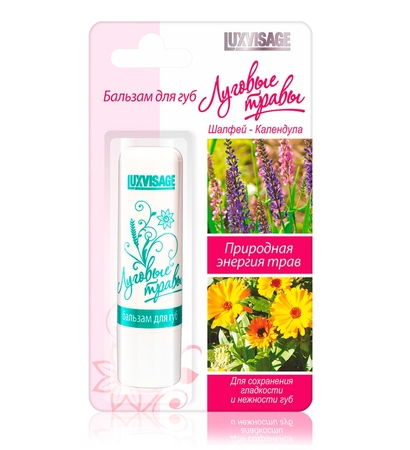 LUXVISAGE
Бальзам для губ
Луговые
травы
Шалфей - Календула
LUXVISAGE
Луговые
травы
бальзам для губ
Природная
энергия трав
Для сохранения
гладкости
и нежности губ